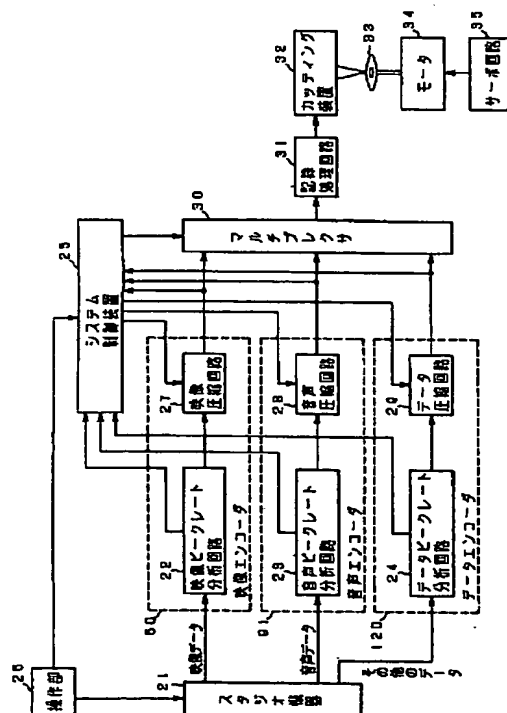 26
操作部
21
スタジオ機器
映像データ
音声データ
その他のデータ
50
22
映像ピークレート
分析回路
27
映像
圧縮回路
映像エンコーダ
91
23
音声ピークレート
分析回路
28
音声
圧縮回路
音声エンコーダ
120
24
データピークレート
分析回路
29
データ
圧縮回路
データエンコーダ
25
システム
制御装置
30
マルチプレクサ
31
記録
処理回路
32
カッティング
装置
33
34
モータ
35
サーボ回路